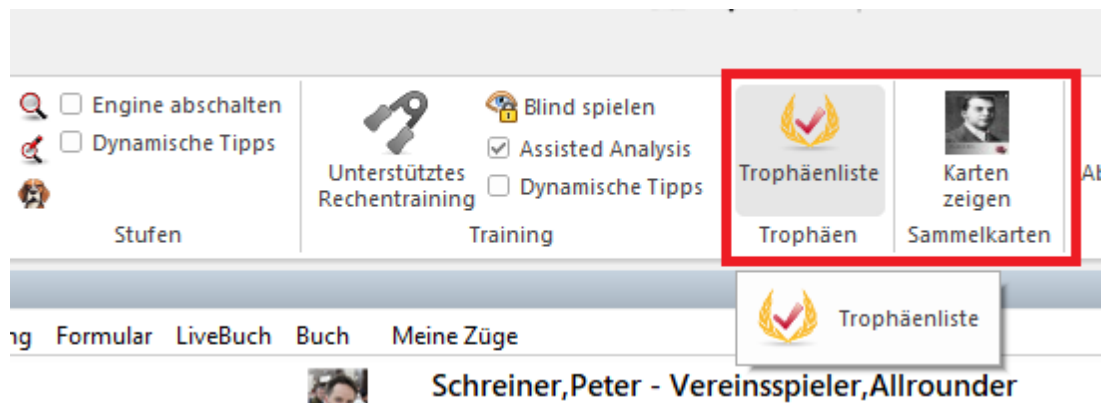 Engine abschalten
Dynamische Tipps
Stufen
Unterstütztes
Rechentraining
Blind spielen
Assisted Analysis
Dynamische Tipps
Training
Trophäenliste
Trophäen
Karten
zeigen
Sammelkarten
Trophäenliste
Formular LiveBuch Buch Meine Züge
Schreiner,Peter - Vereinsspieler,Allrounder